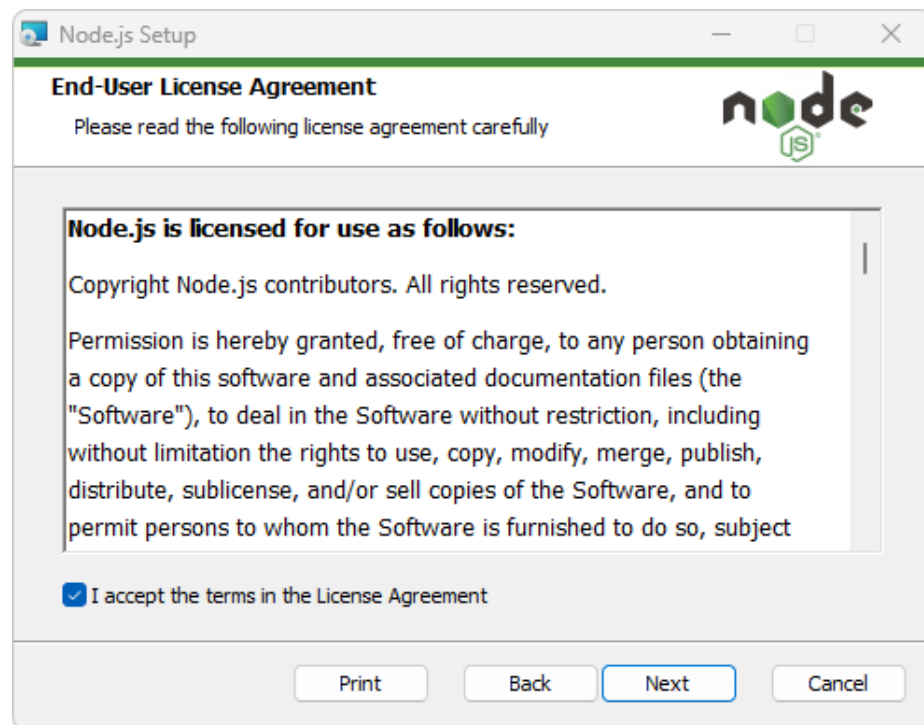 Node.js Setup
End-User License Agreement
Please read the following license agreement carefully
node
JS
Node.js is licensed for use as follows:
Copyright Node.js contributors. All rights reserved.
Permission is hereby granted, free of charge, to any person obtaining
a copy of this software and associated documentation files (the
"Software"), to deal in the Software without restriction, including
without limitation the rights to use, copy, modify, merge, publish,
distribute, sublicense, and/or sell copies of the Software, and to
permit persons to whom the Software is furnished to do so, subject
I accept the terms in the License Agreement
Print Back Next Cancel